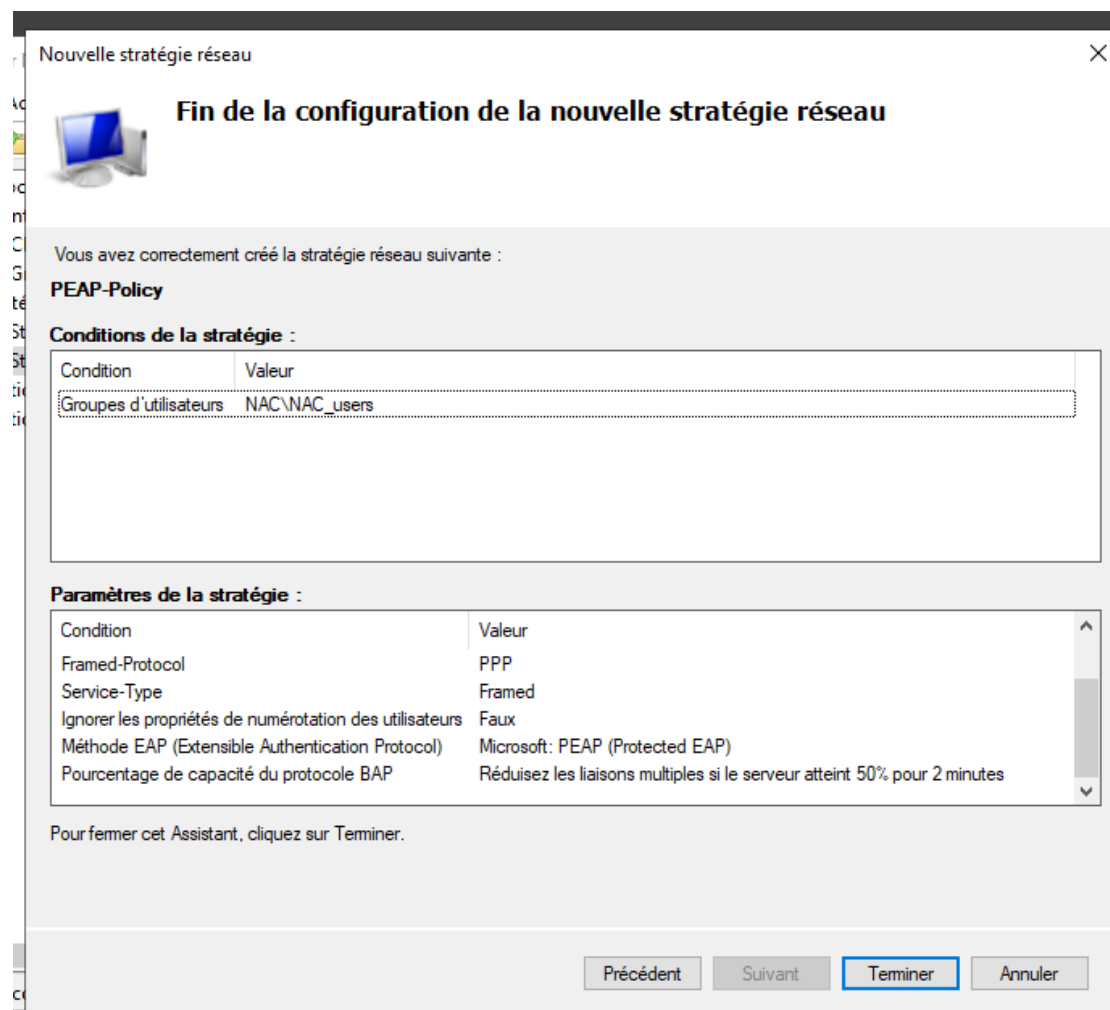 Nouvelle stratégie réseau
Fin de la configuration de la nouvelle stratégie réseau
Vous avez correctement créé la stratégie réseau suivante :
PEAP-Policy
Conditions de la stratégie :
Condition Valeur
Groupes d'utilisateurs NAC\NAC_users
Paramètres de la stratégie :
Condition Valeur
Framed-Protocol PPP
Service-Type Framed
Ignorer les propriétés de numérotation des utilisateurs Faux
Méthode EAP (Extensible Authentication Protocol) Microsoft: PEAP (Protected EAP)
Pourcentage de capacité du protocole BAP Réduisez les liaisons multiples si le serveur atteint 50% pour 2 minutes
Pour fermer cet Assistant, cliquez sur Terminer.
Précédent Suivant Terminer Annuler